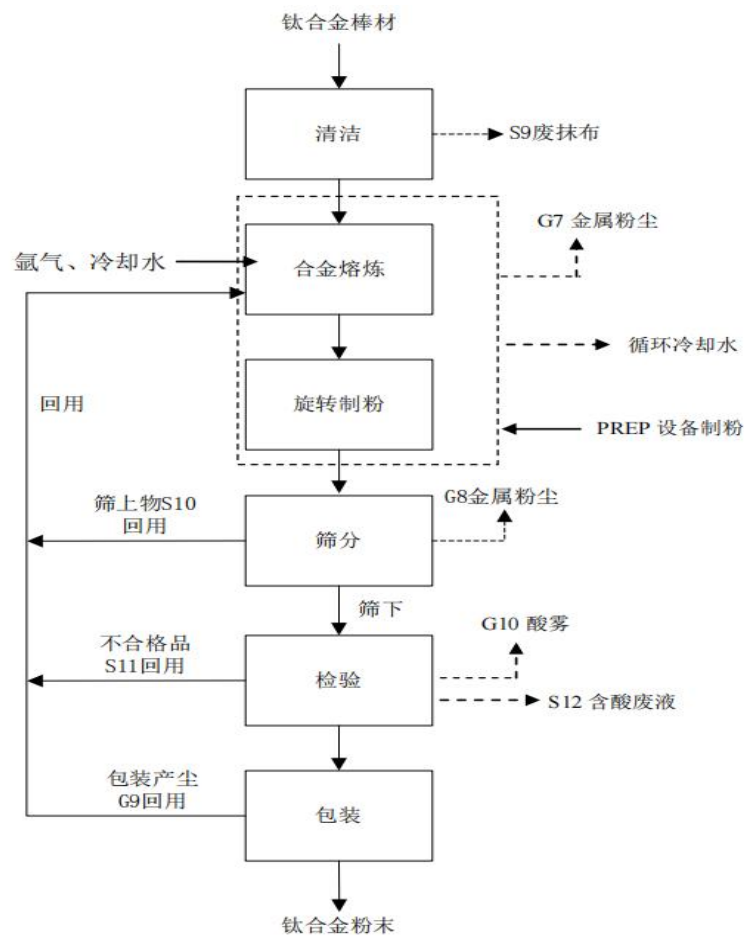 钛合金棒材
清洁
S9废抹布
G7 金属粉尘
氩气、冷却水
合金熔炼
循环冷却水
回用
旋转制粉
PREP 设备制粉
筛上物S10
回用
筛分
G8金属粉尘
筛下
不合格品
S11回用
检验
G10 酸雾
S12 含酸废液
包装产尘
G9回用
包装
钛合金粉末